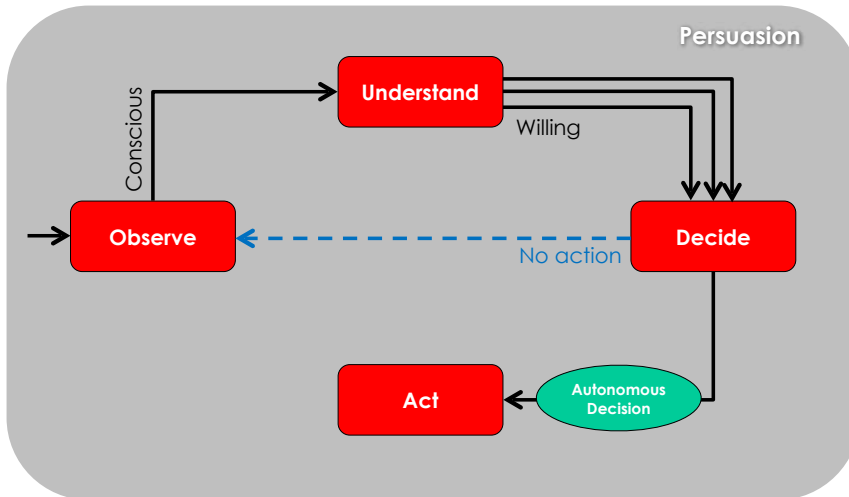 Persuasion
Understand
Conscious
Willing
Observe
Decide
No action
Act
Autonomous
Decision